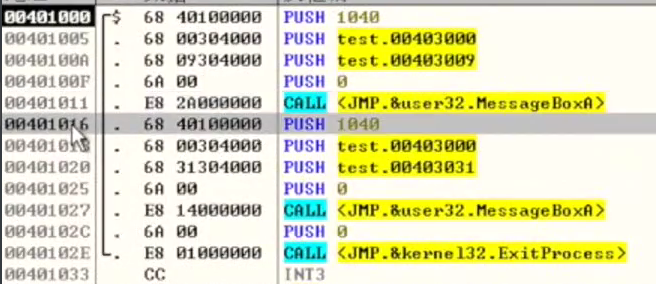 00401000 $ 68 40100000 PUSH 1040
00401005 . 68 00304000 PUSH test.00403000
0040100A . 68 09304000 PUSH test.00403009
0040100F . 6A 00 PUSH 0
00401011 . E8 2A000000 CALL <JMP.&user32.MessageBoxA>
00401016 . 68 40100000 PUSH 1040
0040101B . 68 00304000 PUSH test.00403000
00401020 . 68 31304000 PUSH test.00403031
00401025 . 6A 00 PUSH 0
00401027 . E8 14000000 CALL <JMP.&user32.MessageBoxA>
0040102C . 6A 00 PUSH 0
0040102E . E8 01000000 CALL <JMP.&kernel32.ExitProcess>
00401033 CC INT3